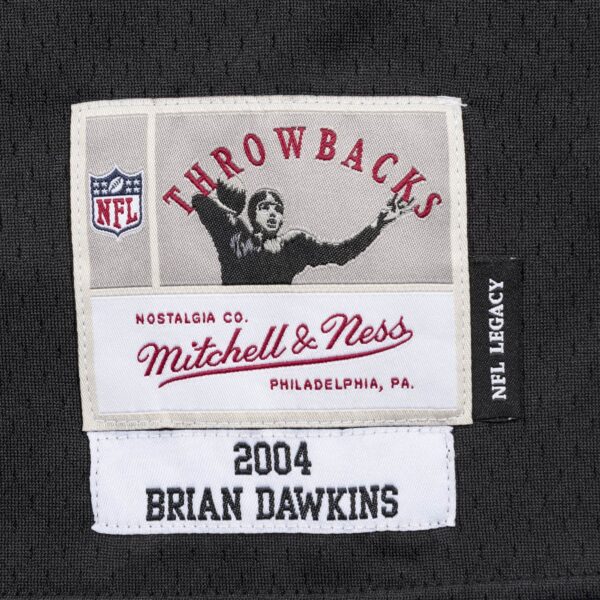 THROWBACKS
NFL
NOSTALGIA CO.
Mitchell & Ness
PHILADELPHIA, PA.
NFL LEGACY
2004
BRIAN DAWKINS